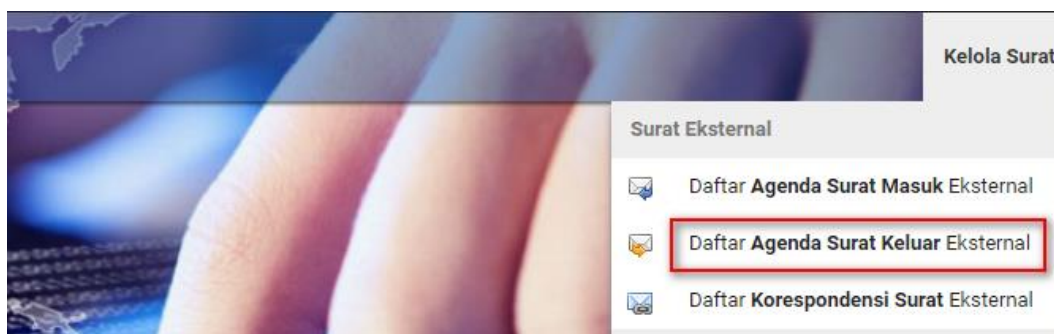 Kelola Surat
Surat Eksternal
Daftar Agenda Surat Masuk Eksternal
Daftar Agenda Surat Keluar Eksternal
Daftar Korespondensi Surat Eksternal